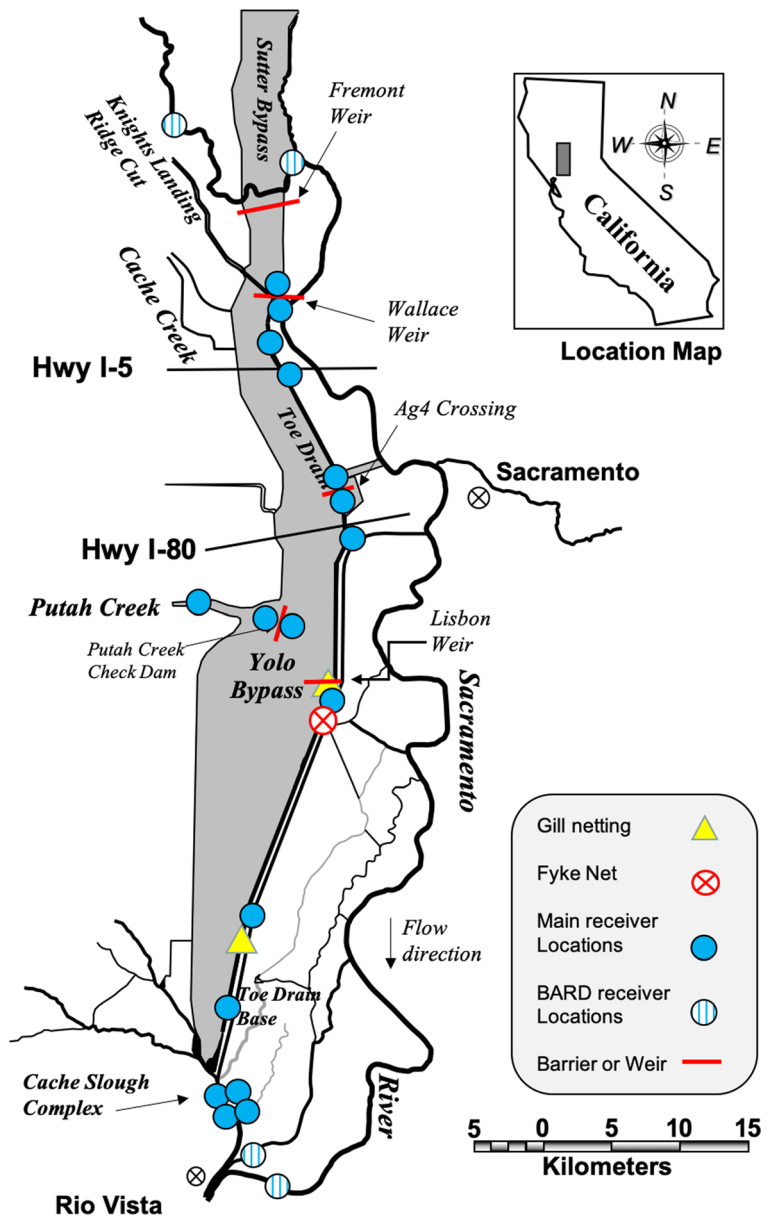 Sutter Bypass
Fremont
Weir
Knights Landing
Ridge Cut
N
W
E
S
California
Location Map
Cache Creek
Wallace
Weir
Hwy I-5
Toe Drain
Ag4 Crossing
Sacramento
Hwy I-80
Putah Creek
Putah Creek
Check Dam
Lisbon
Weir
Yolo
Bypass
Sacramento
Gill netting
Fyke Net
Main receiver
Locations
BARD receiver
Locations
Barrier or Weir
Flow
direction
Toe Drain
Base
Cache Slough
Complex
River
5 0 5 10 15
Kilometers
Rio Vista